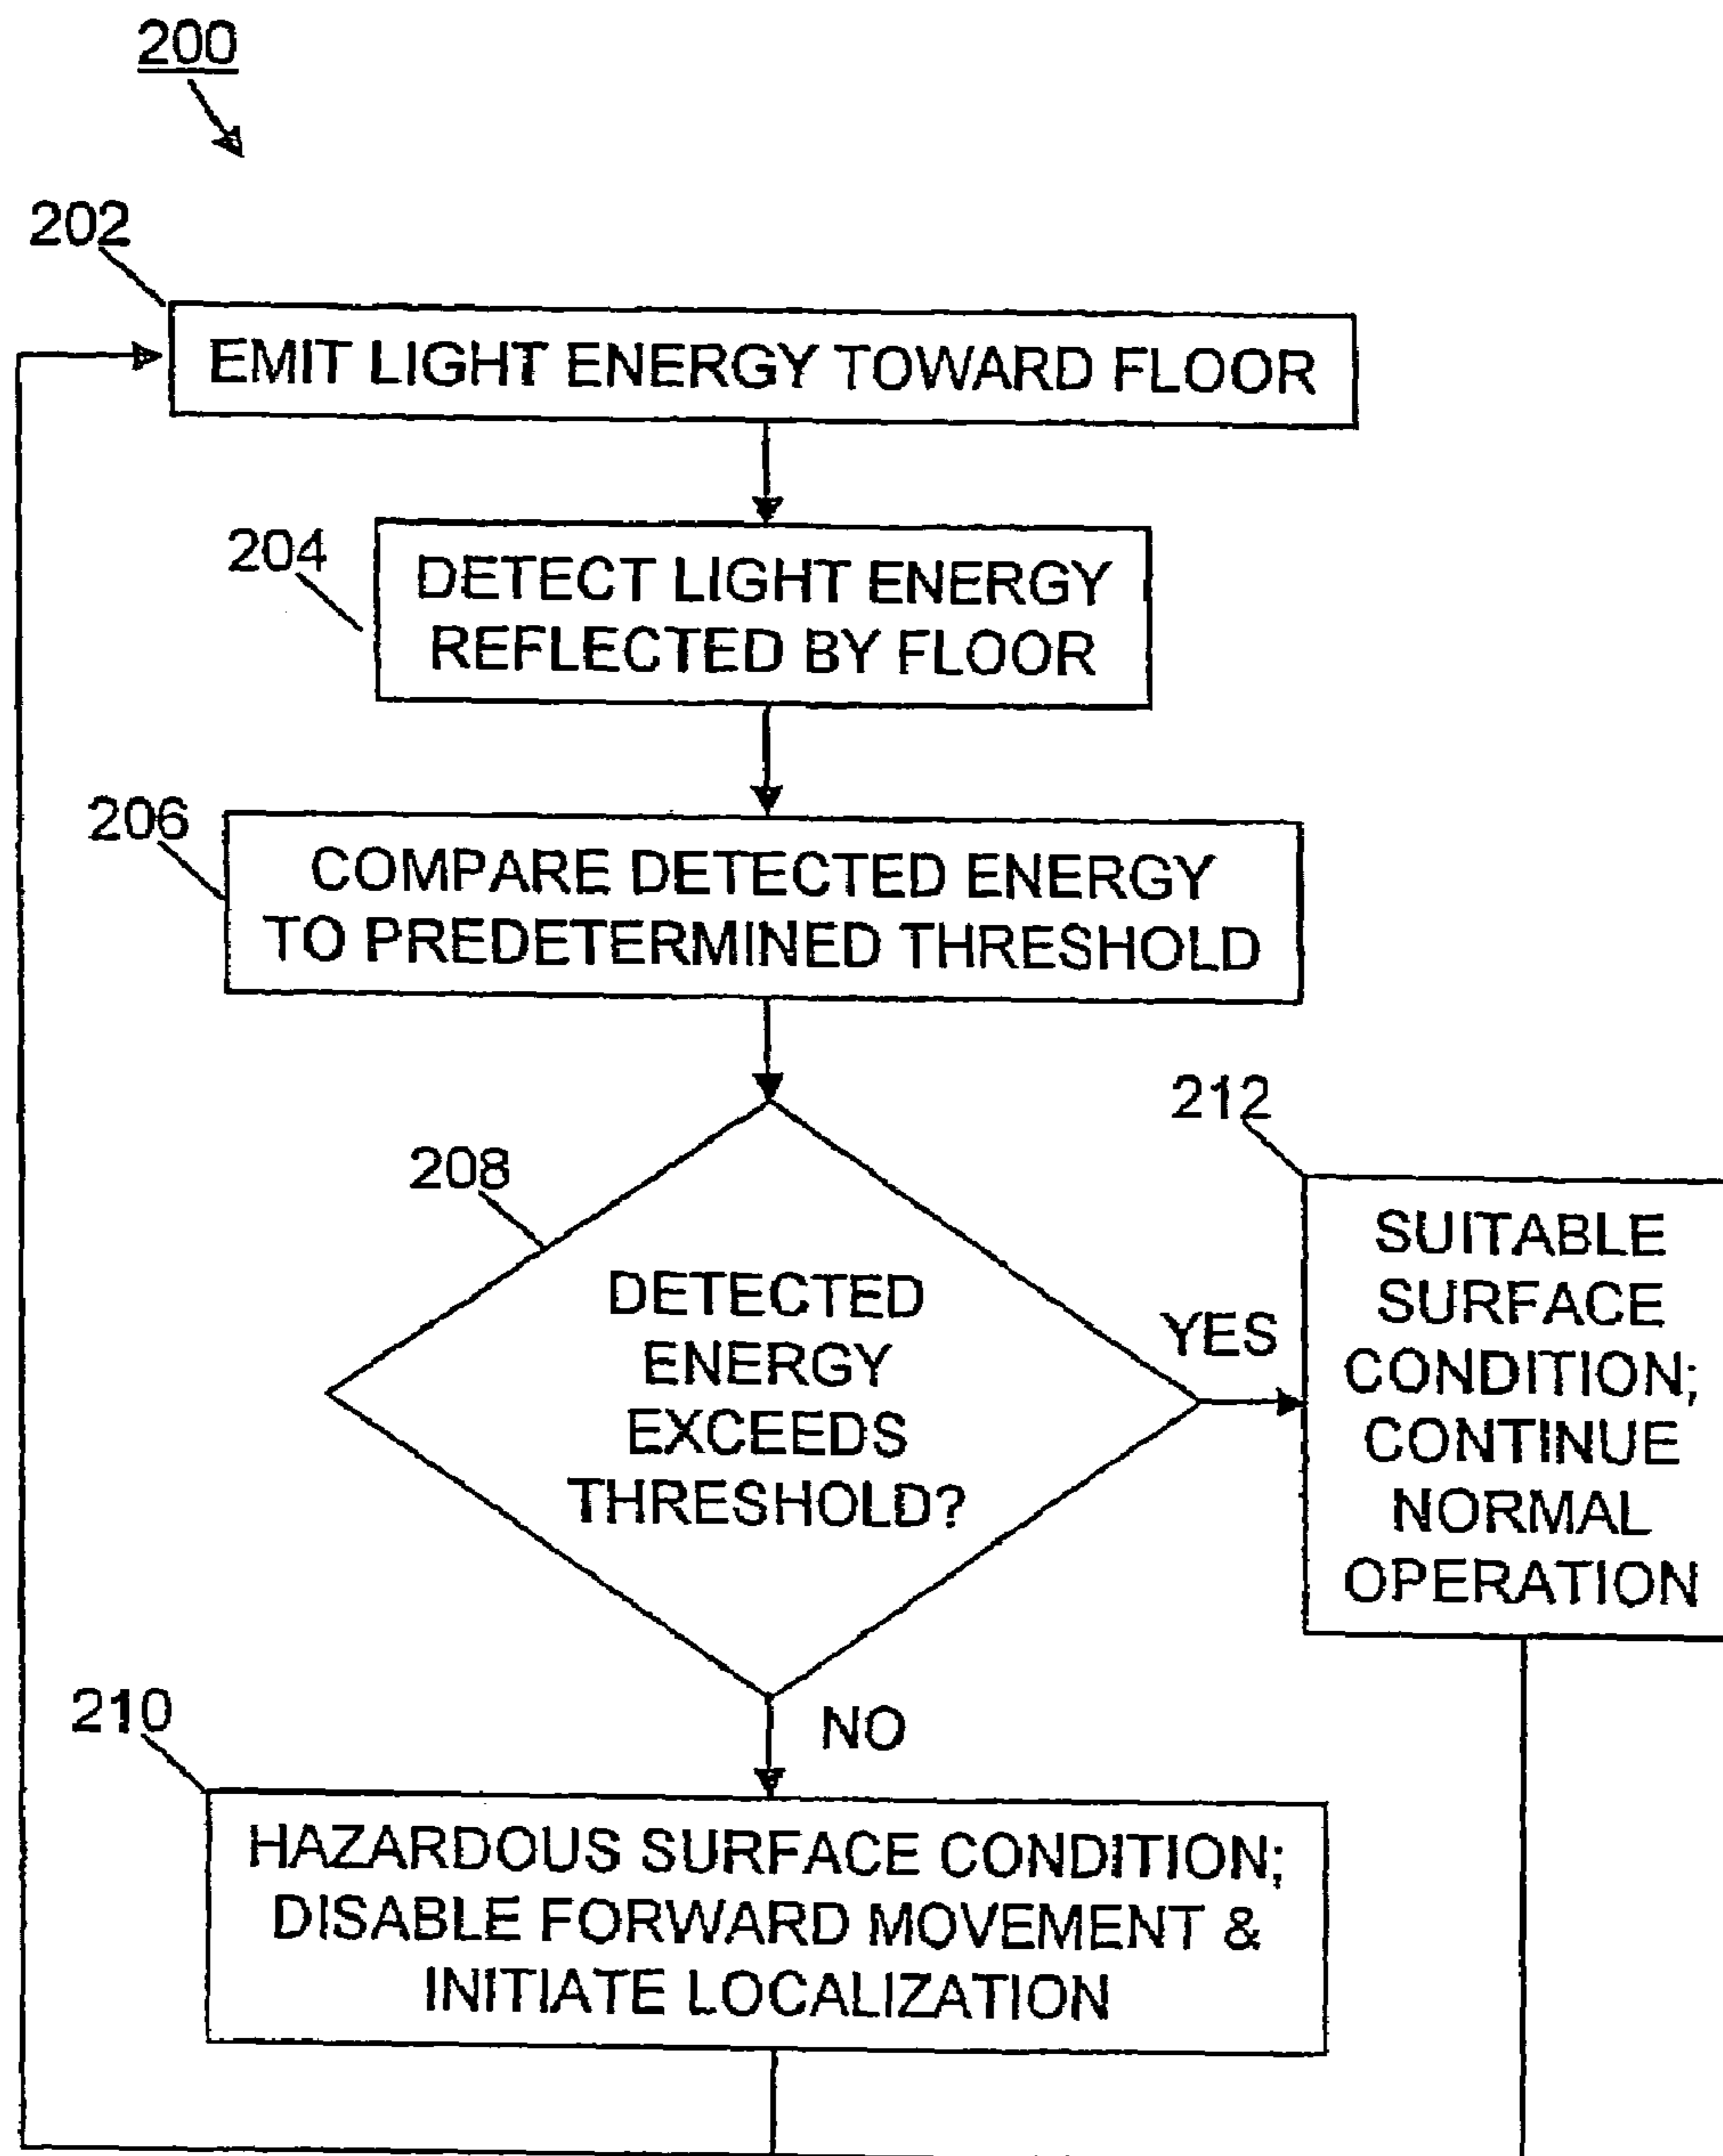 200
202
EMIT LIGHT ENERGY TOWARD FLOOR
204
DETECT LIGHT ENERGY
REFLECTED BY FLOOR
206
COMPARE DETECTED ENERGY
TO PREDETERMINED THRESHOLD
208
DETECTED
ENERGY
EXCEEDS
THRESHOLD?
YES
212
SUITABLE
SURFACE
CONDITION;
CONTINUE
NORMAL
OPERATION
NO
210
HAZARDOUS SURFACE CONDITION;
DISABLE FORWARD MOVEMENT &
INITIATE LOCALIZATION